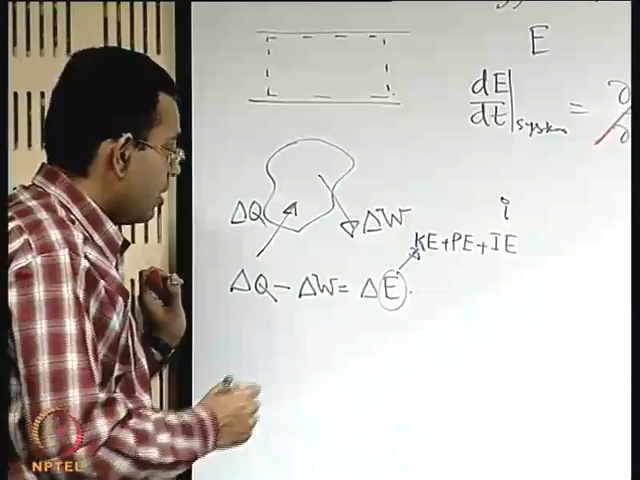 E
dE/dt|system =
ΔQ
ΔW
i
KE+PE+IE
ΔQ - ΔW = ΔE.
NPTEL